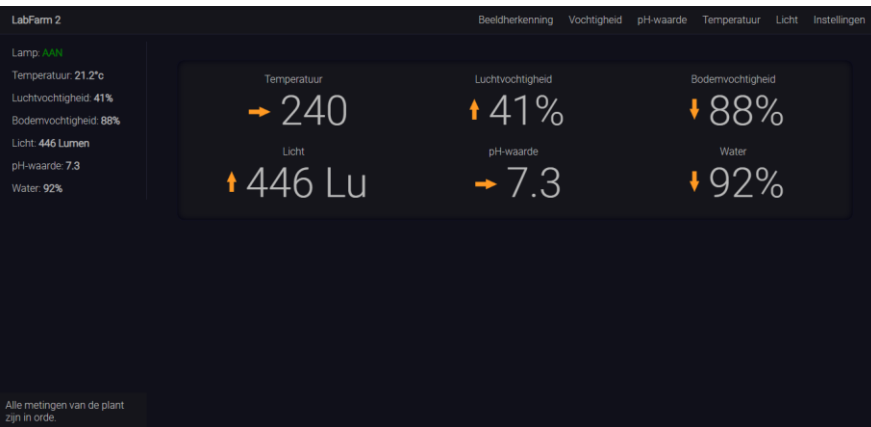 LabFarm 2
Beeldherkenning Vochtigheid pH-waarde Temperatuur Licht Instellingen
Lamp: AAN
Temperatuur: 21.2°c
Luchtvochtigheid: 41%
Bodemvochtigheid: 88%
Licht: 446 Lumen
pH-waarde: 7.3
Water: 92%
Temperatuur
240
Luchtvochtigheid
41%
Bodemvochtigheid
88%
Licht
446 Lu
pH-waarde
7.3
Water
92%
Alle metingen van de plant
zijn in orde.